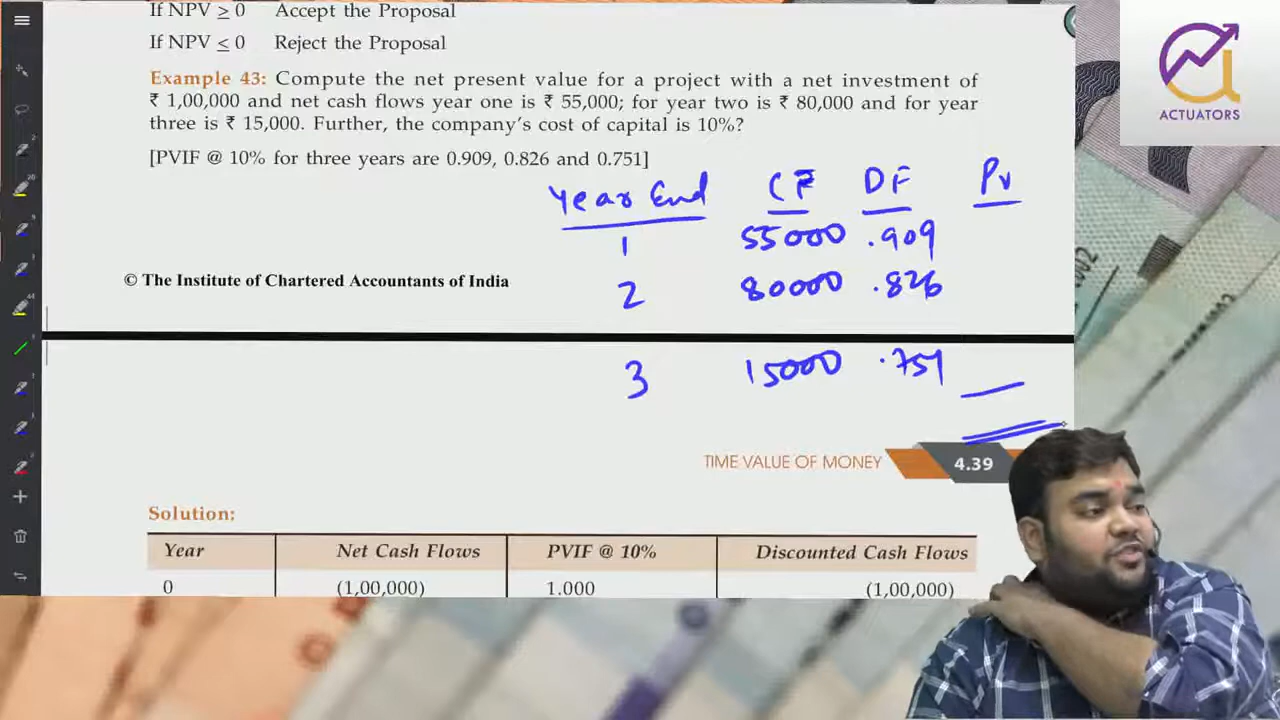 If NPV ≥ 0 Accept the Proposal
If NPV ≤ 0 Reject the Proposal
Example 43: Compute the net present value for a project with a net investment of
₹ 1,00,000 and net cash flows year one is ₹ 55,000; for year two is ₹ 80,000 and for year
three is ₹ 15,000. Further, the company's cost of capital is 10%?
[PVIF @ 10% for three years are 0.909, 0.826 and 0.751]
Year End CF DF PV
1 55000 .909
© The Institute of Chartered Accountants of India
2 80000 .826
3 15000 .751
TIME VALUE OF MONEY 4.39
Solution:
Year Net Cash Flows PVIF @ 10% Discounted Cash Flows
0 (1,00,000) 1.000 (1,00,000)
ACTUATORS